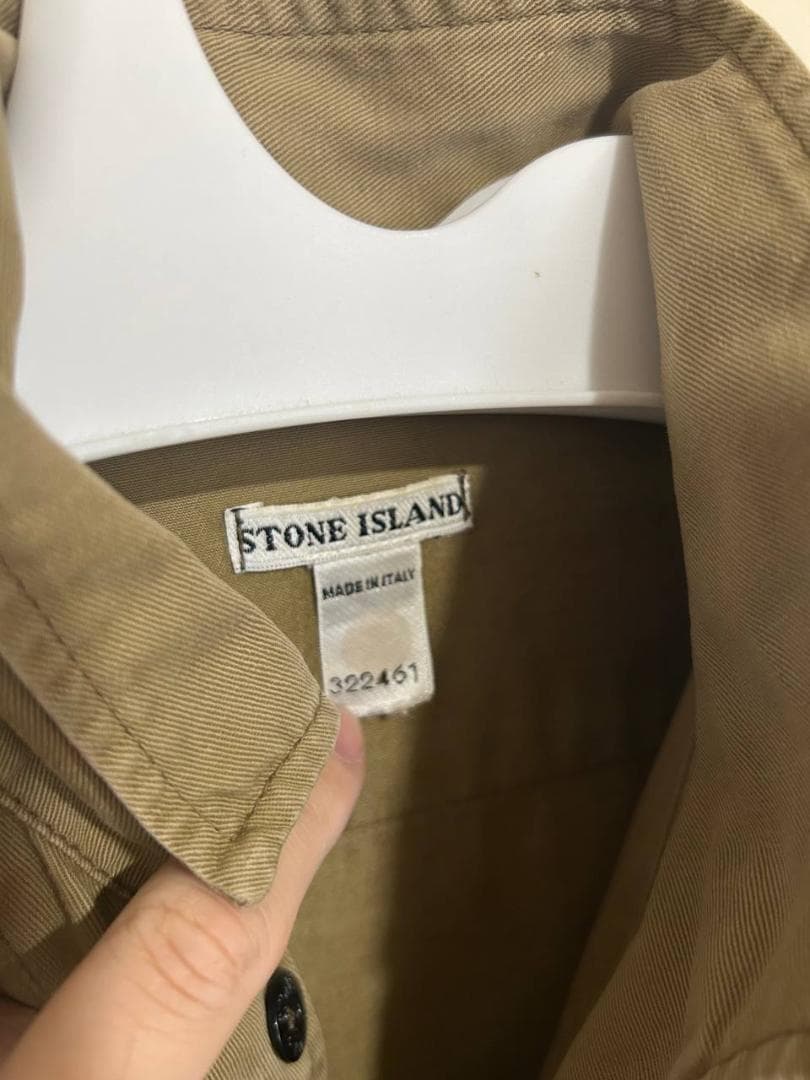 STONE ISLAND
MADE IN ITALY
322461